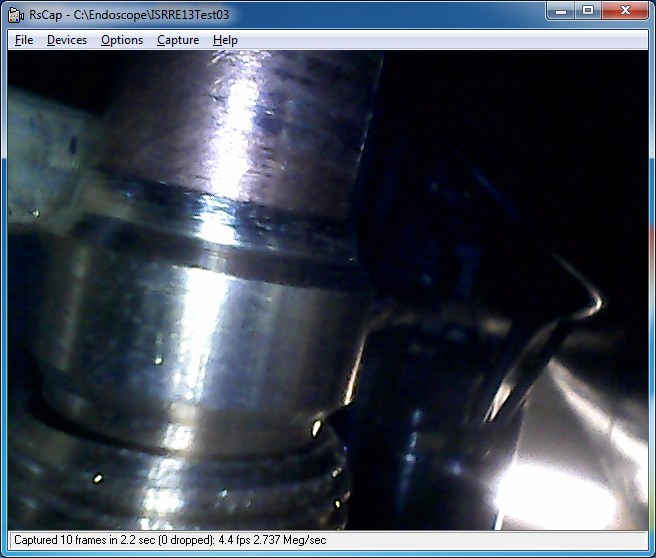 RsCap - C:\Endoscope\ISRRE13Test03
File Devices Options Capture Help
Captured 10 frames in 2.2 sec (0 dropped): 4.4 fps 2.737 Meg/sec